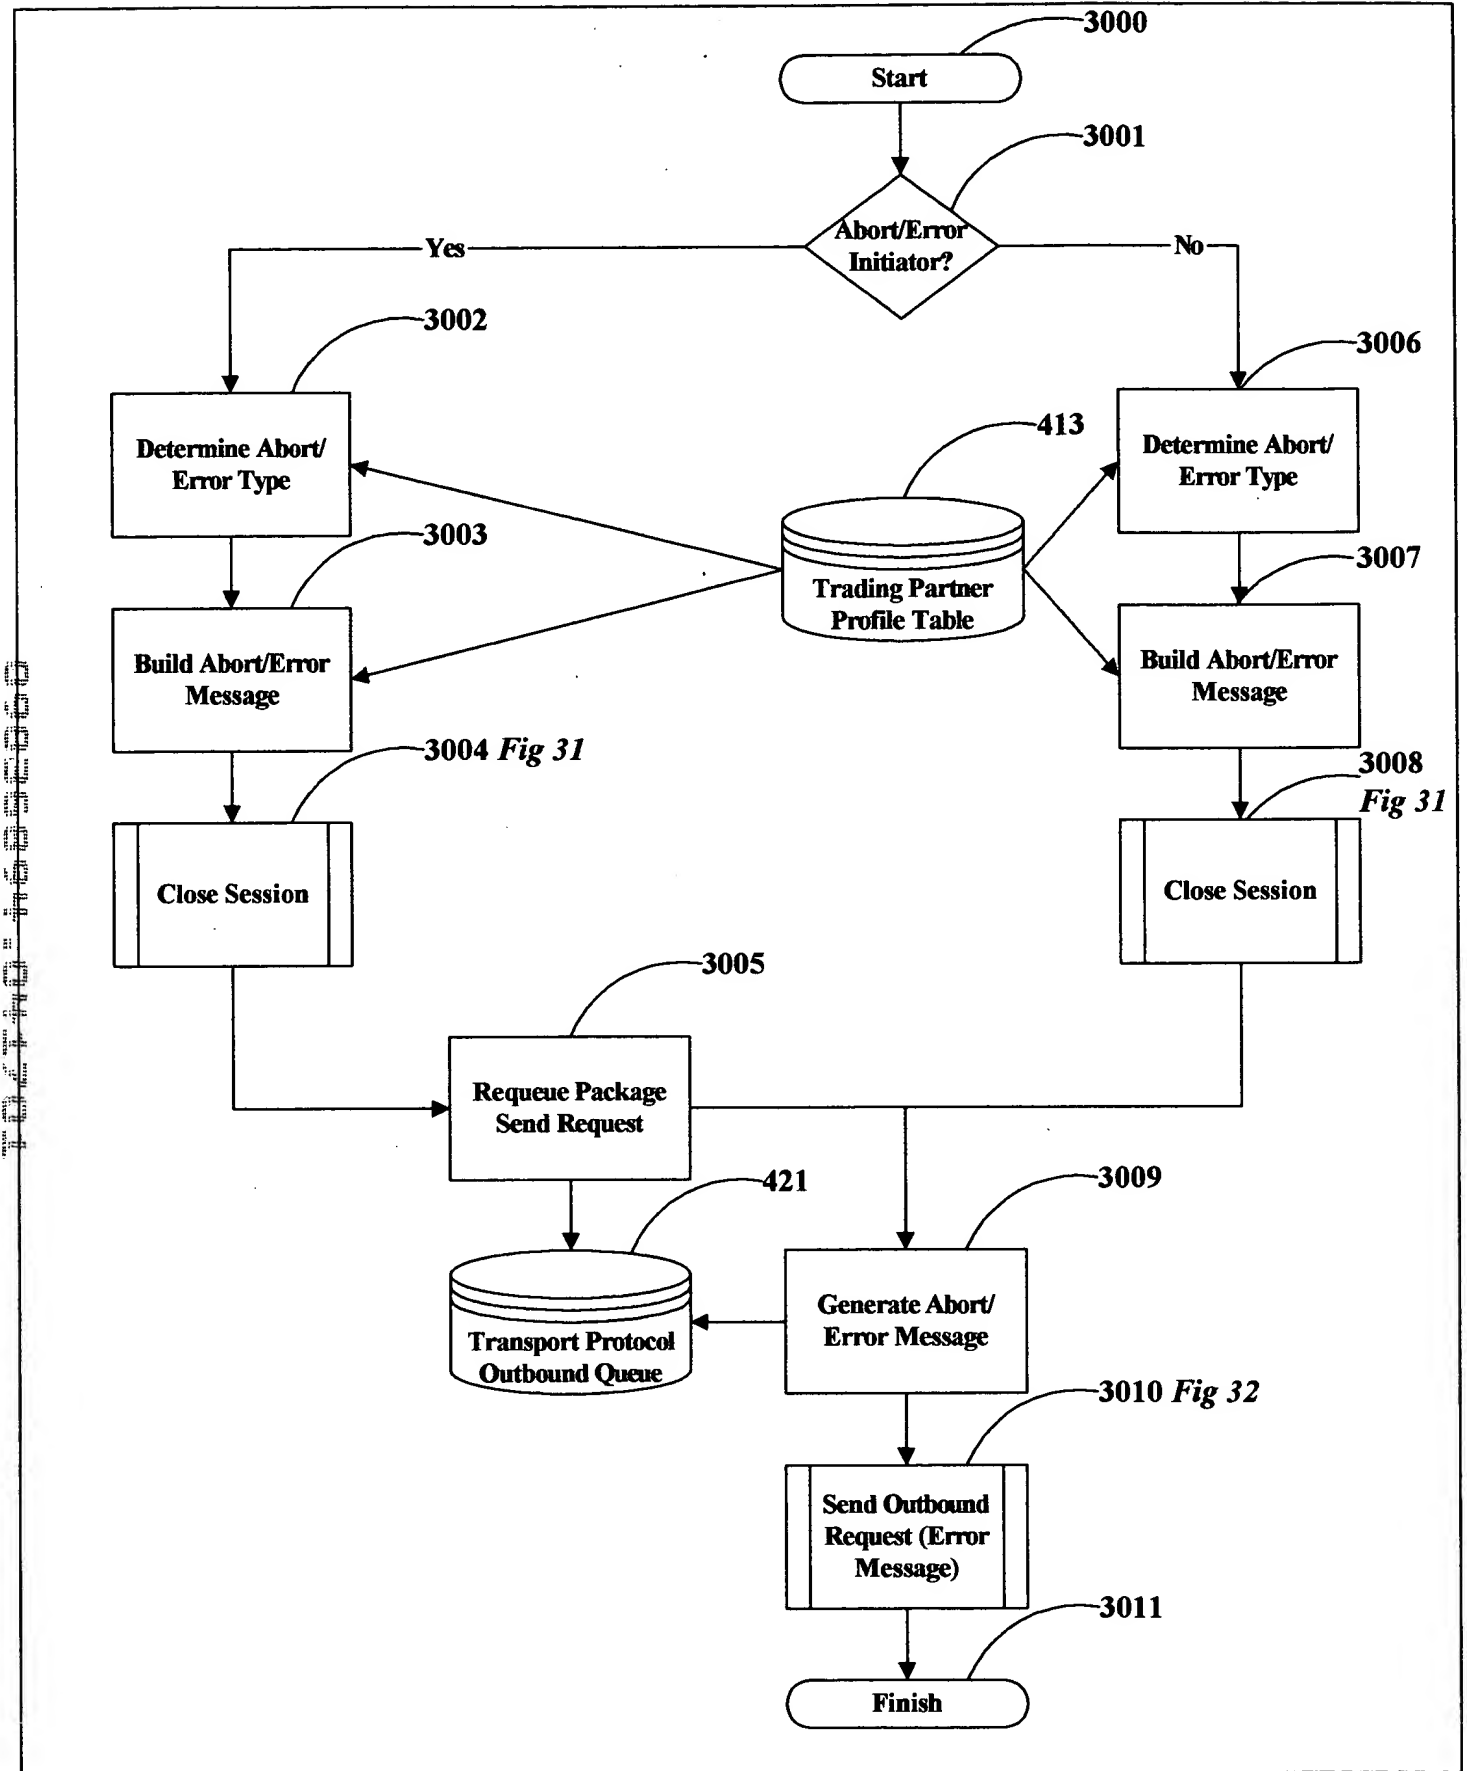 3000
Start
3001
Abort/Error
Initiator?
Yes
No
3002
3006
Determine Abort/
Error Type
413
Determine Abort/
Error Type
3003
3007
Trading Partner
Profile Table
Build Abort/Error
Message
Build Abort/Error
Message
3004 Fig 31
3008
Fig 31
Close Session
Close Session
3005
Requeue Package
Send Request
421
3009
Generate Abort/
Error Message
Transport Protocol
Outbound Queue
3010 Fig 32
Send Outbound
Request (Error
Message)
3011
Finish